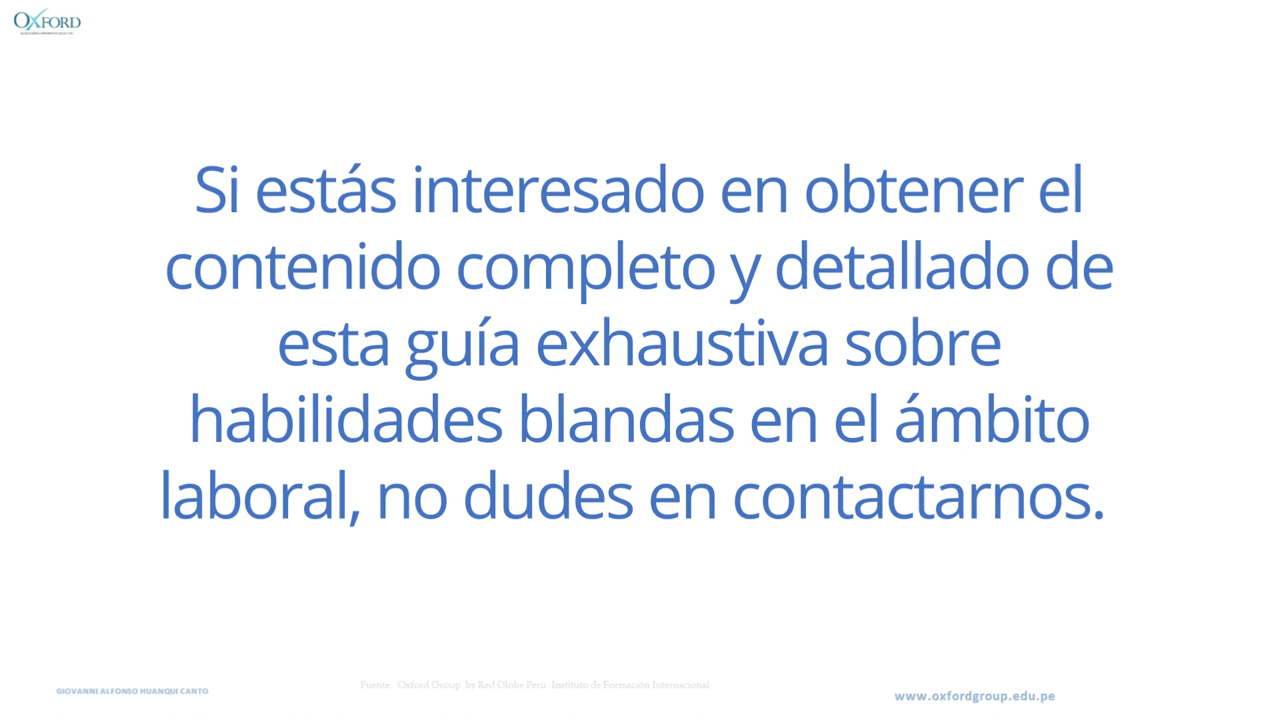 OXFORD
Si estás interesado en obtener el
contenido completo y detallado de
esta guía exhaustiva sobre
habilidades blandas en el ámbito
laboral, no dudes en contactarnos.
GIOVANNI ALFONSO HUANQUI CANTO
Fuente: Oxford Group by Red Globe Perú Instituto de Formación Internacional
www.oxfordgroup.edu.pe